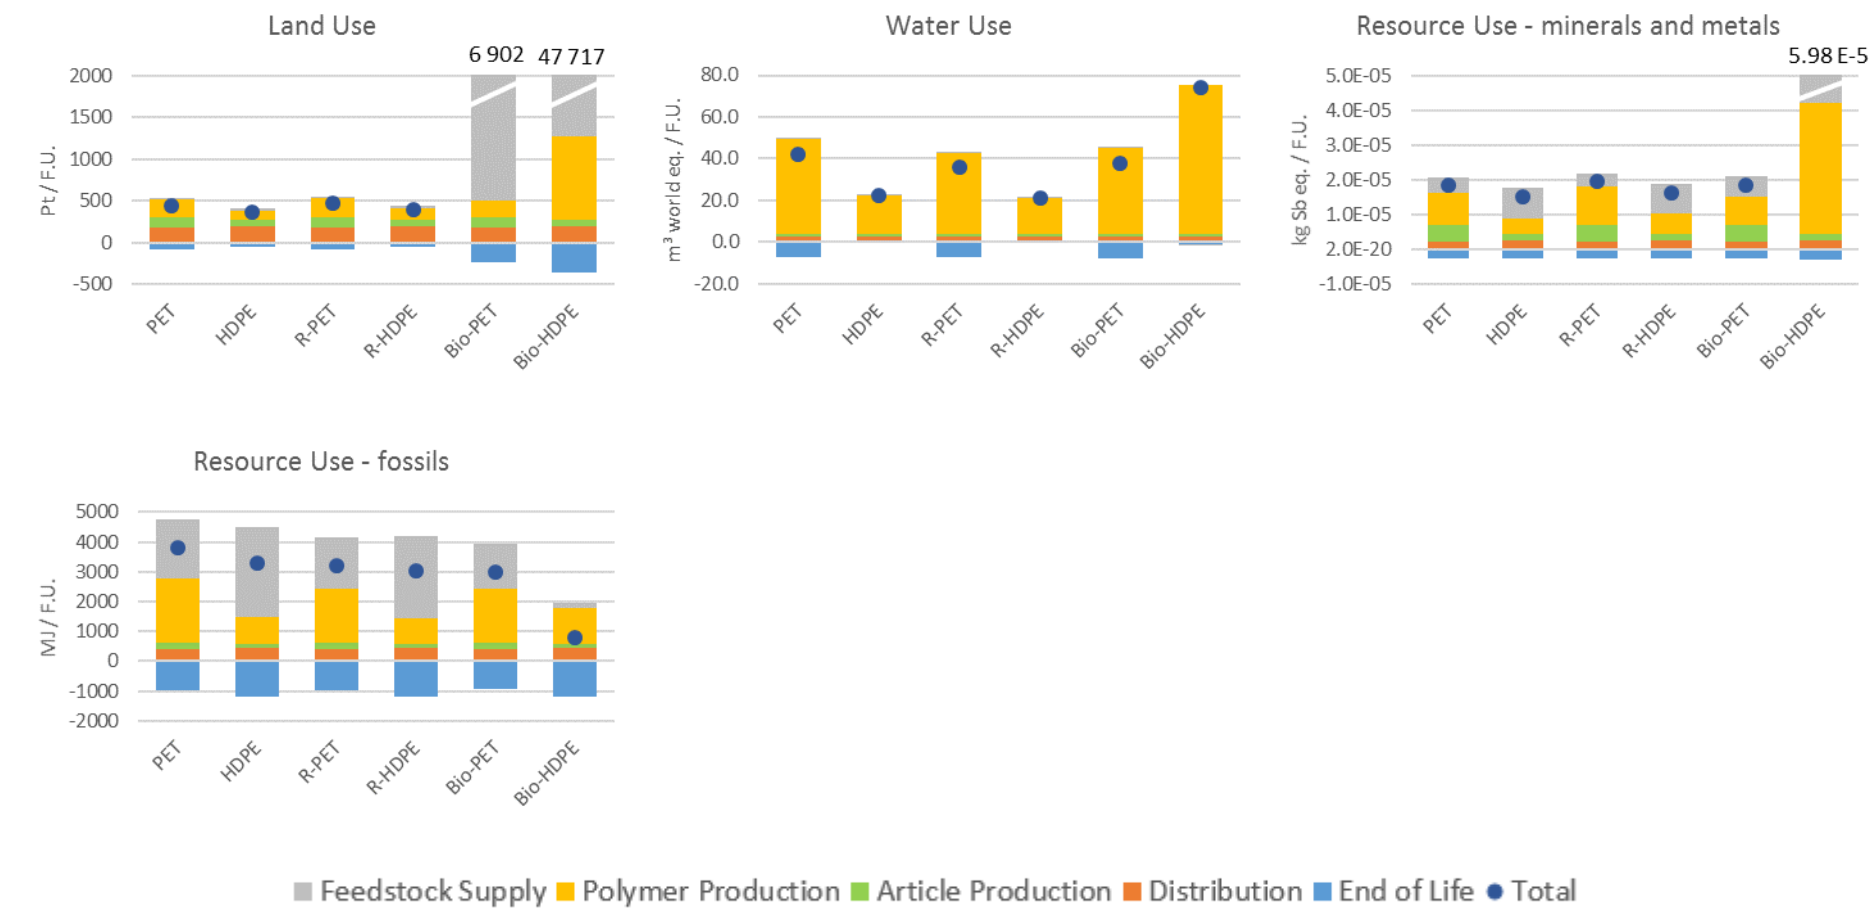 Land Use
6 902
47 717
Pt / F.U.
2000
1500
1000
500
0
-500
PET
HDPE
R-PET
R-HDPE
Bio-PET
Bio-HDPE
Water Use
m³ world eq. / F.U.
80.0
60.0
40.0
20.0
0.0
-20.0
PET
HDPE
R-PET
R-HDPE
Bio-PET
Bio-HDPE
Resource Use - minerals and metals
5.98 E-5
kg Sb eq. / F.U.
5.0E-05
4.0E-05
3.0E-05
2.0E-05
1.0E-05
2.0E-20
-1.0E-05
PET
HDPE
R-PET
R-HDPE
Bio-PET
Bio-HDPE
Resource Use - fossils
MJ / F.U.
5000
4000
3000
2000
1000
0
-1000
-2000
PET
HDPE
R-PET
R-HDPE
Bio-PET
Bio-HDPE
Feedstock Supply Polymer Production Article Production Distribution End of Life Total